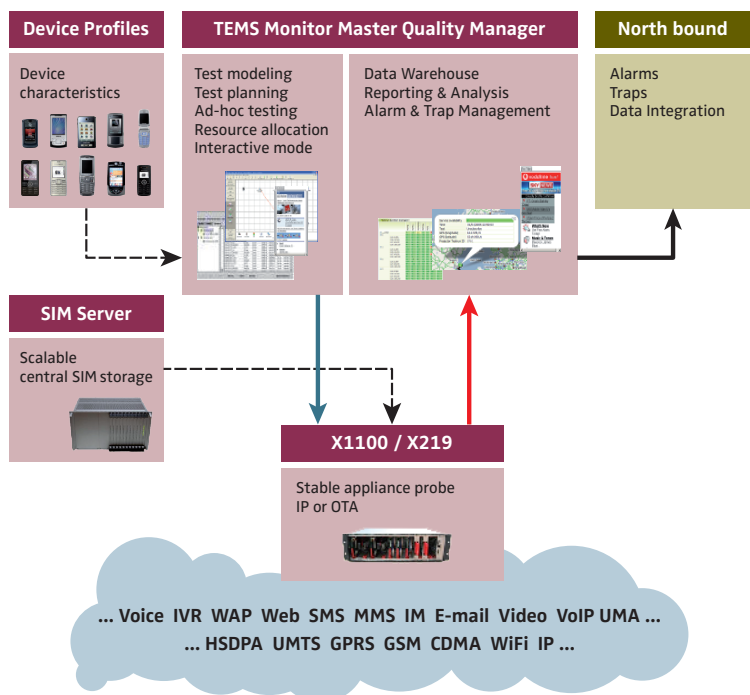 Device Profiles
Device
characteristics
TEMS Monitor Master Quality Manager
Test modeling
Test planning
Ad-hoc testing
Resource allocation
Interactive mode
Data Warehouse
Reporting & Analysis
Alarm & Trap Management
North bound
Alarms
Traps
Data Integration
SIM Server
Scalable
central SIM storage
X1100 / X219
Stable appliance probe
IP or OTA
... Voice IVR WAP Web SMS MMS IM E-mail Video VoIP UMA ...
... HSDPA UMTS GPRS GSM CDMA WiFi IP ...